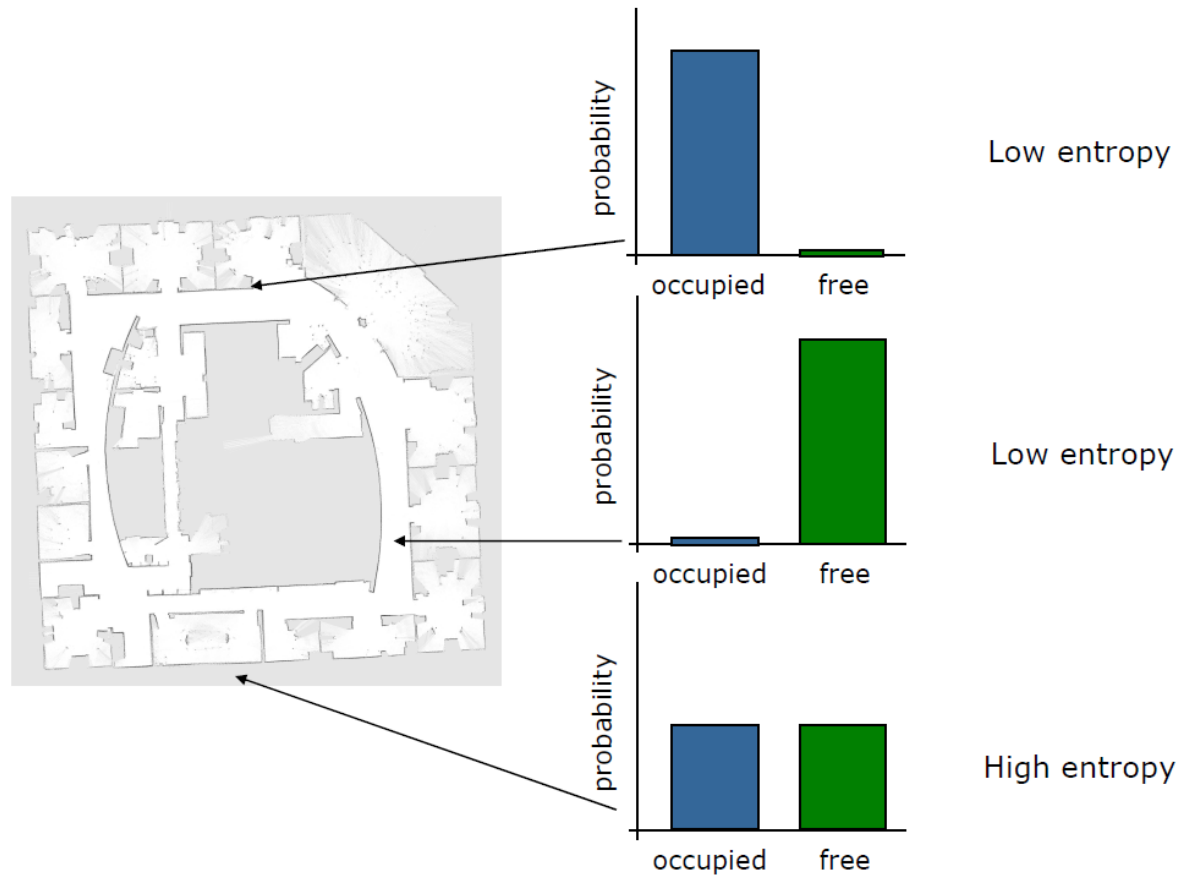 probability
Low entropy
occupied free
probability
Low entropy
occupied free
probability
High entropy
occupied free